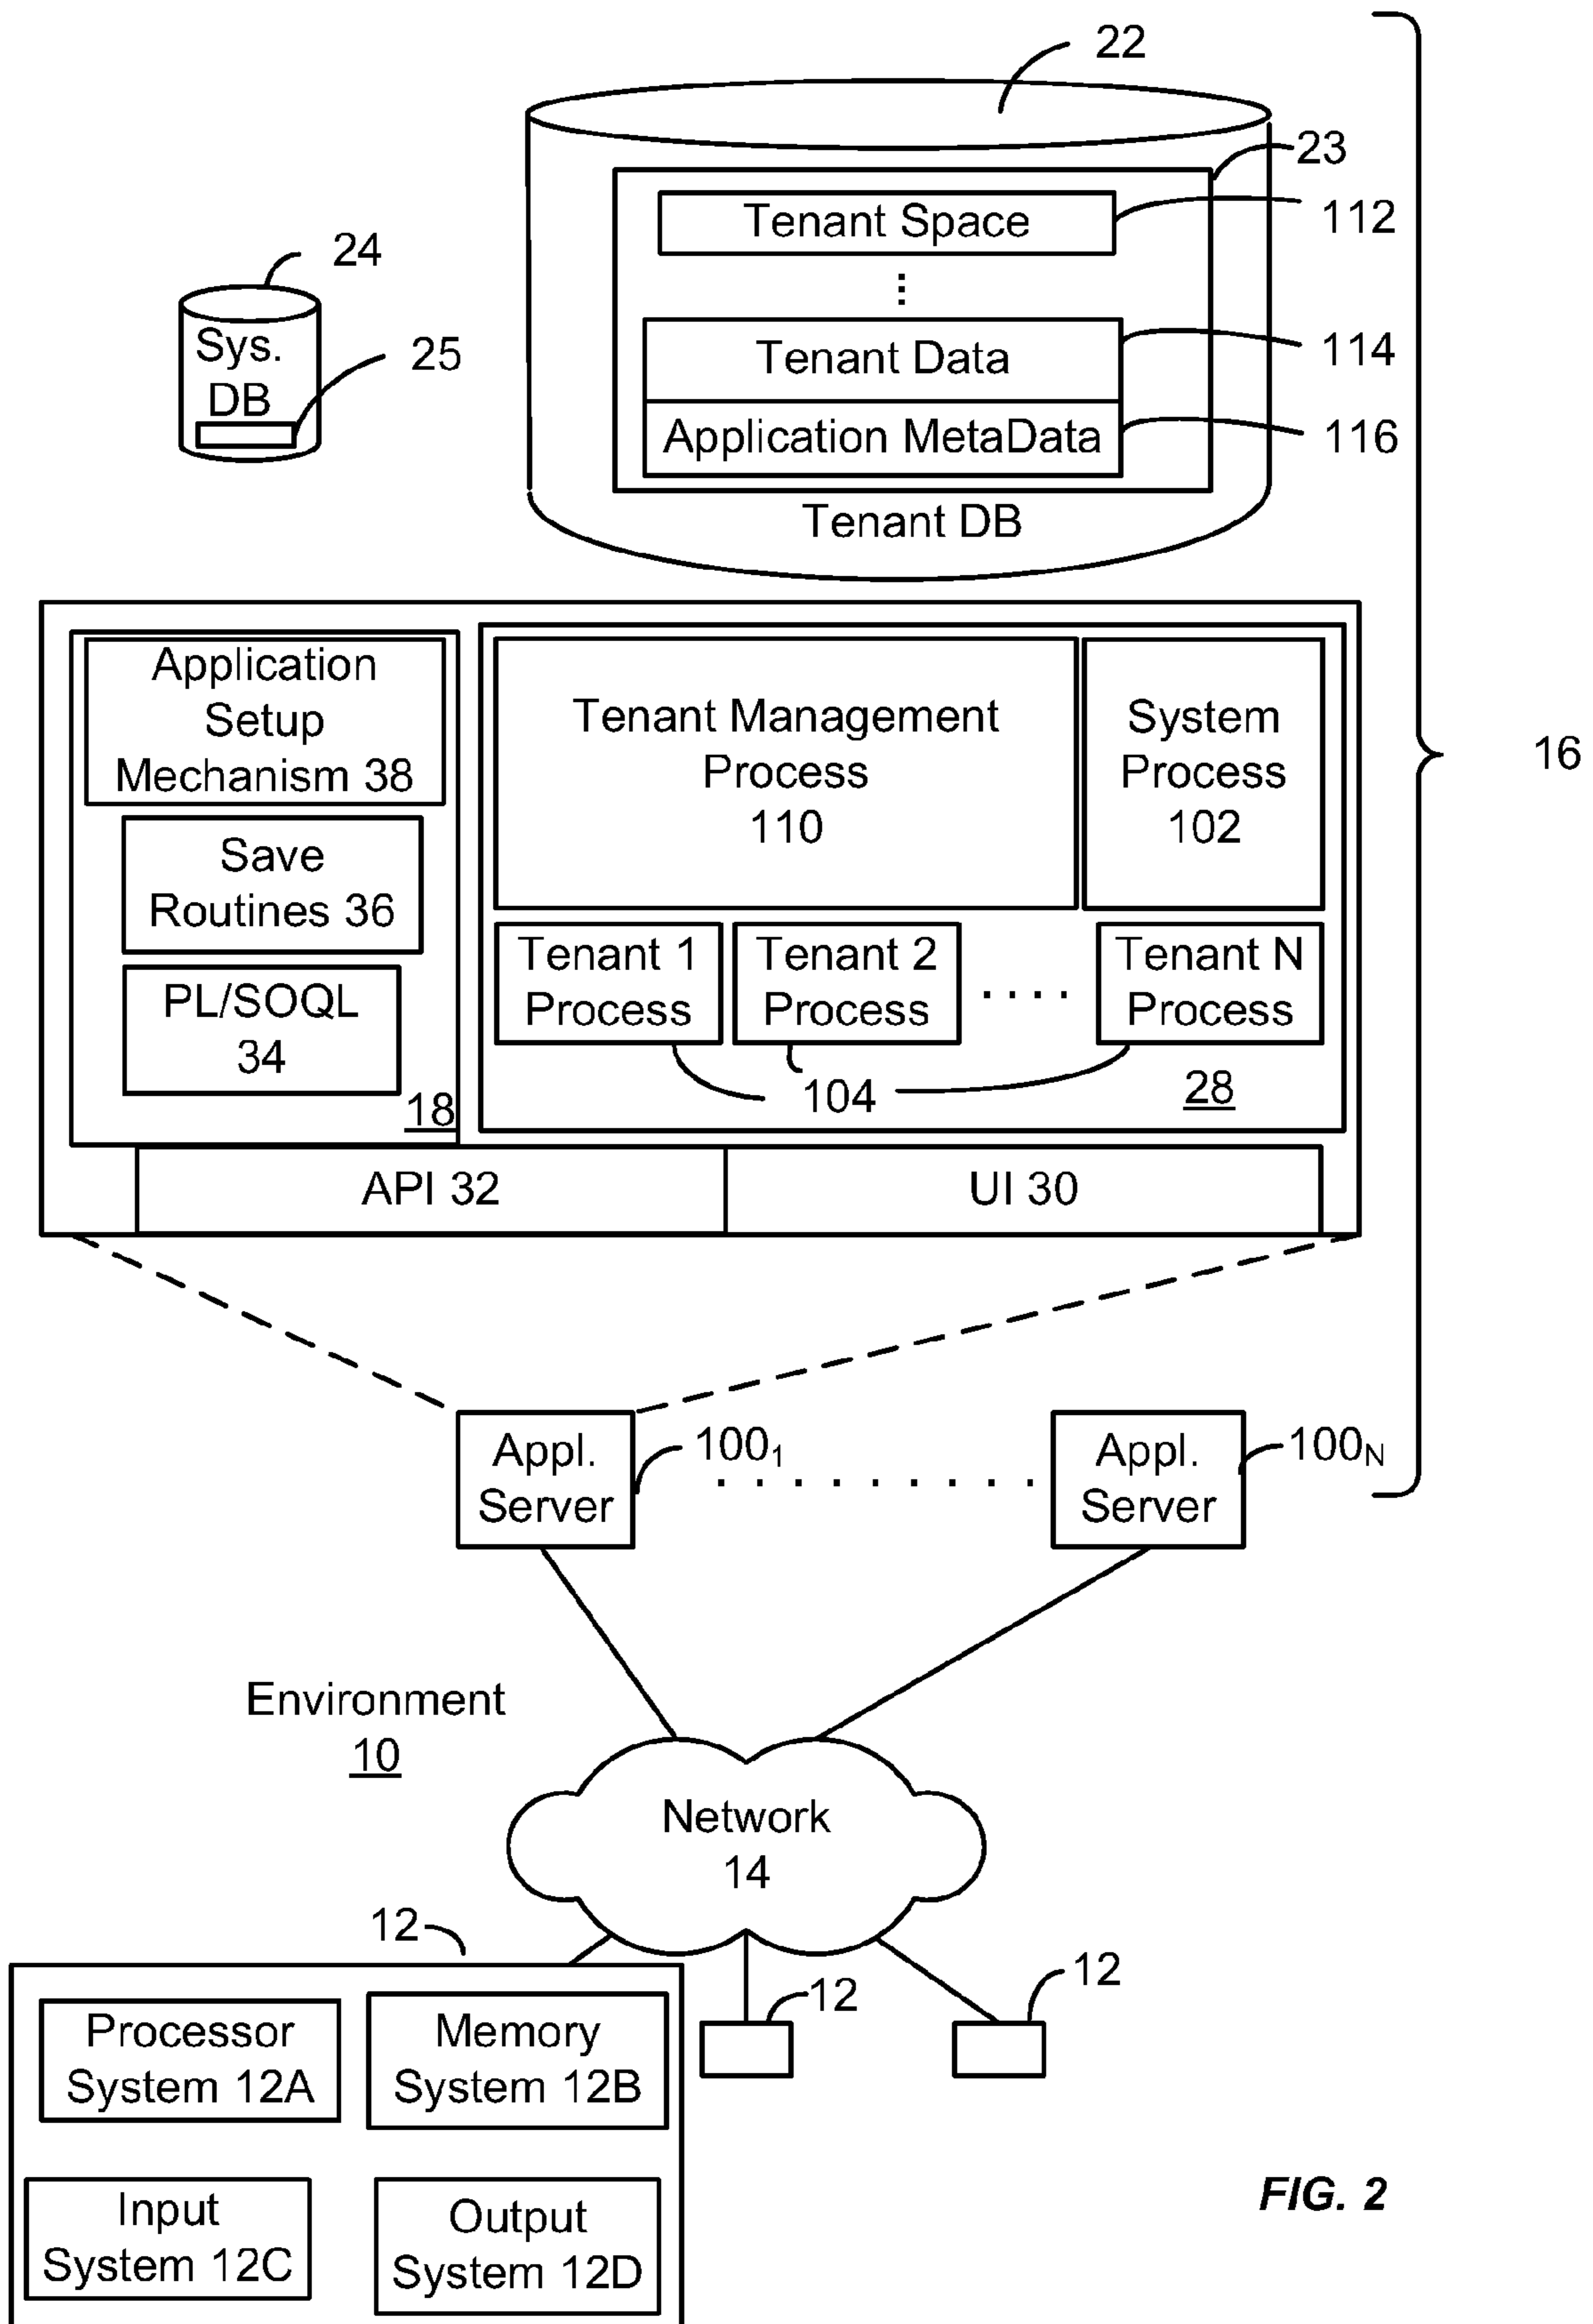 22
23
Tenant Space
112
24
Sys.
DB
25
Tenant Data
114
Application MetaData
116
Tenant DB
Application
Setup
Mechanism 38
Save
Routines 36
PL/SOQL
34
18
Tenant Management
Process
110
System
Process
102
Tenant 1
Process
Tenant 2
Process
Tenant N
Process
104
28
16
API 32
UI 30
Appl.
Server
100₁
Appl.
Server
100N
Environment
10
Network
14
12
12
12
Processor
System 12A
Memory
System 12B
Input
System 12C
Output
System 12D
FIG. 2